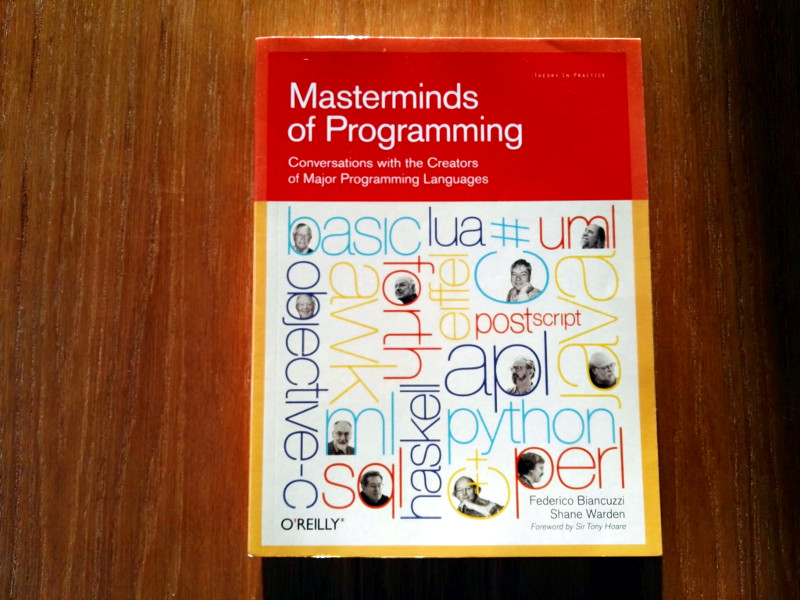 THEORY IN PRACTICE
Masterminds
of Programming
Conversations with the Creators
of Major Programming Languages
basic
lua
c#
uml
objective-c
awk
forth
eiffel
java
postscript
apl
ml
haskell
python
sql
c++
perl
Federico Biancuzzi
Shane Warden
Foreword by Sir Tony Hoare
O'REILLY®